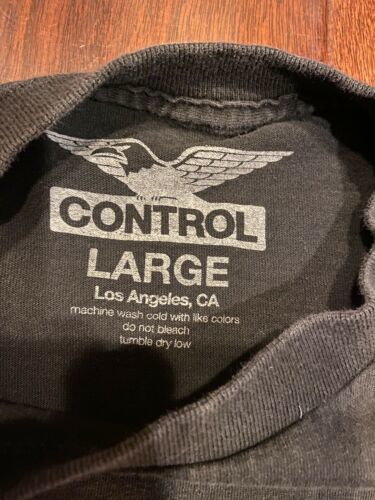 CONTROL
LARGE
Los Angeles, CA
machine wash cold with like colors
do not bleach
tumble dry low